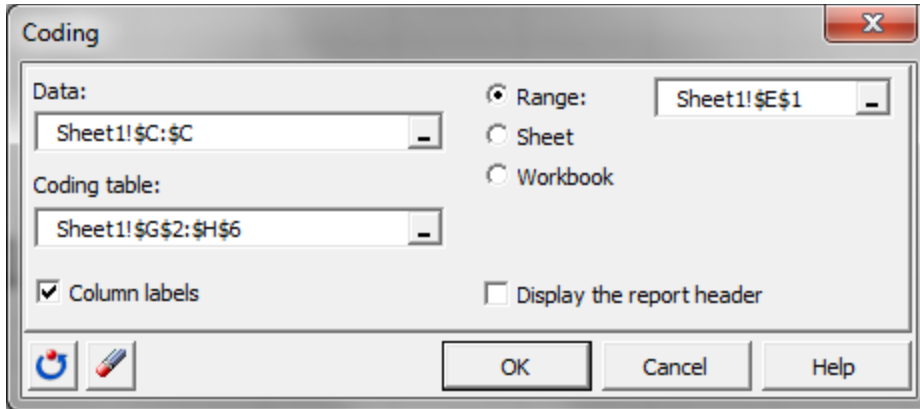 Coding
Data:
Sheet1!$C:$C
Coding table:
Sheet1!$G$2:$H$6
Column labels
Range:
Sheet1!$E$1
Sheet
Workbook
Display the report header
OK
Cancel
Help